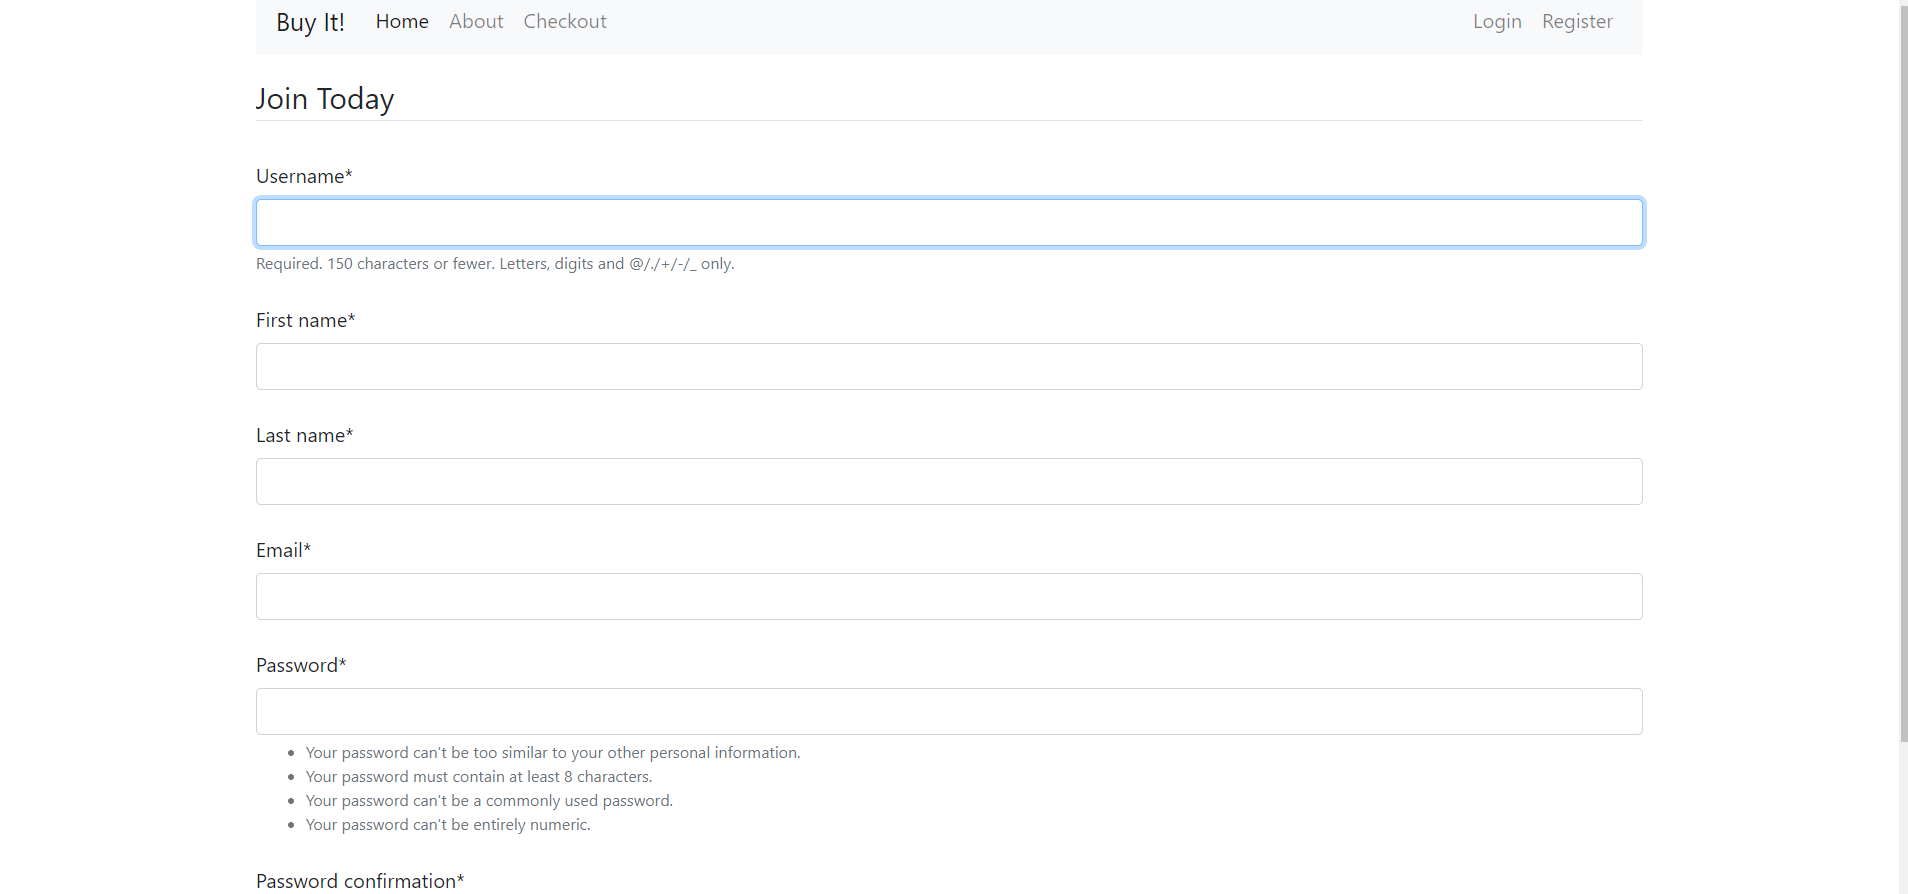 Buy It! Home About Checkout Login Register
Join Today
Username*
Required. 150 characters or fewer. Letters, digits and @/./+/-/_ only.
First name*
Last name*
Email*
Password*
Your password can't be too similar to your other personal information.
Your password must contain at least 8 characters.
Your password can't be a commonly used password.
Your password can't be entirely numeric.
Password confirmation*